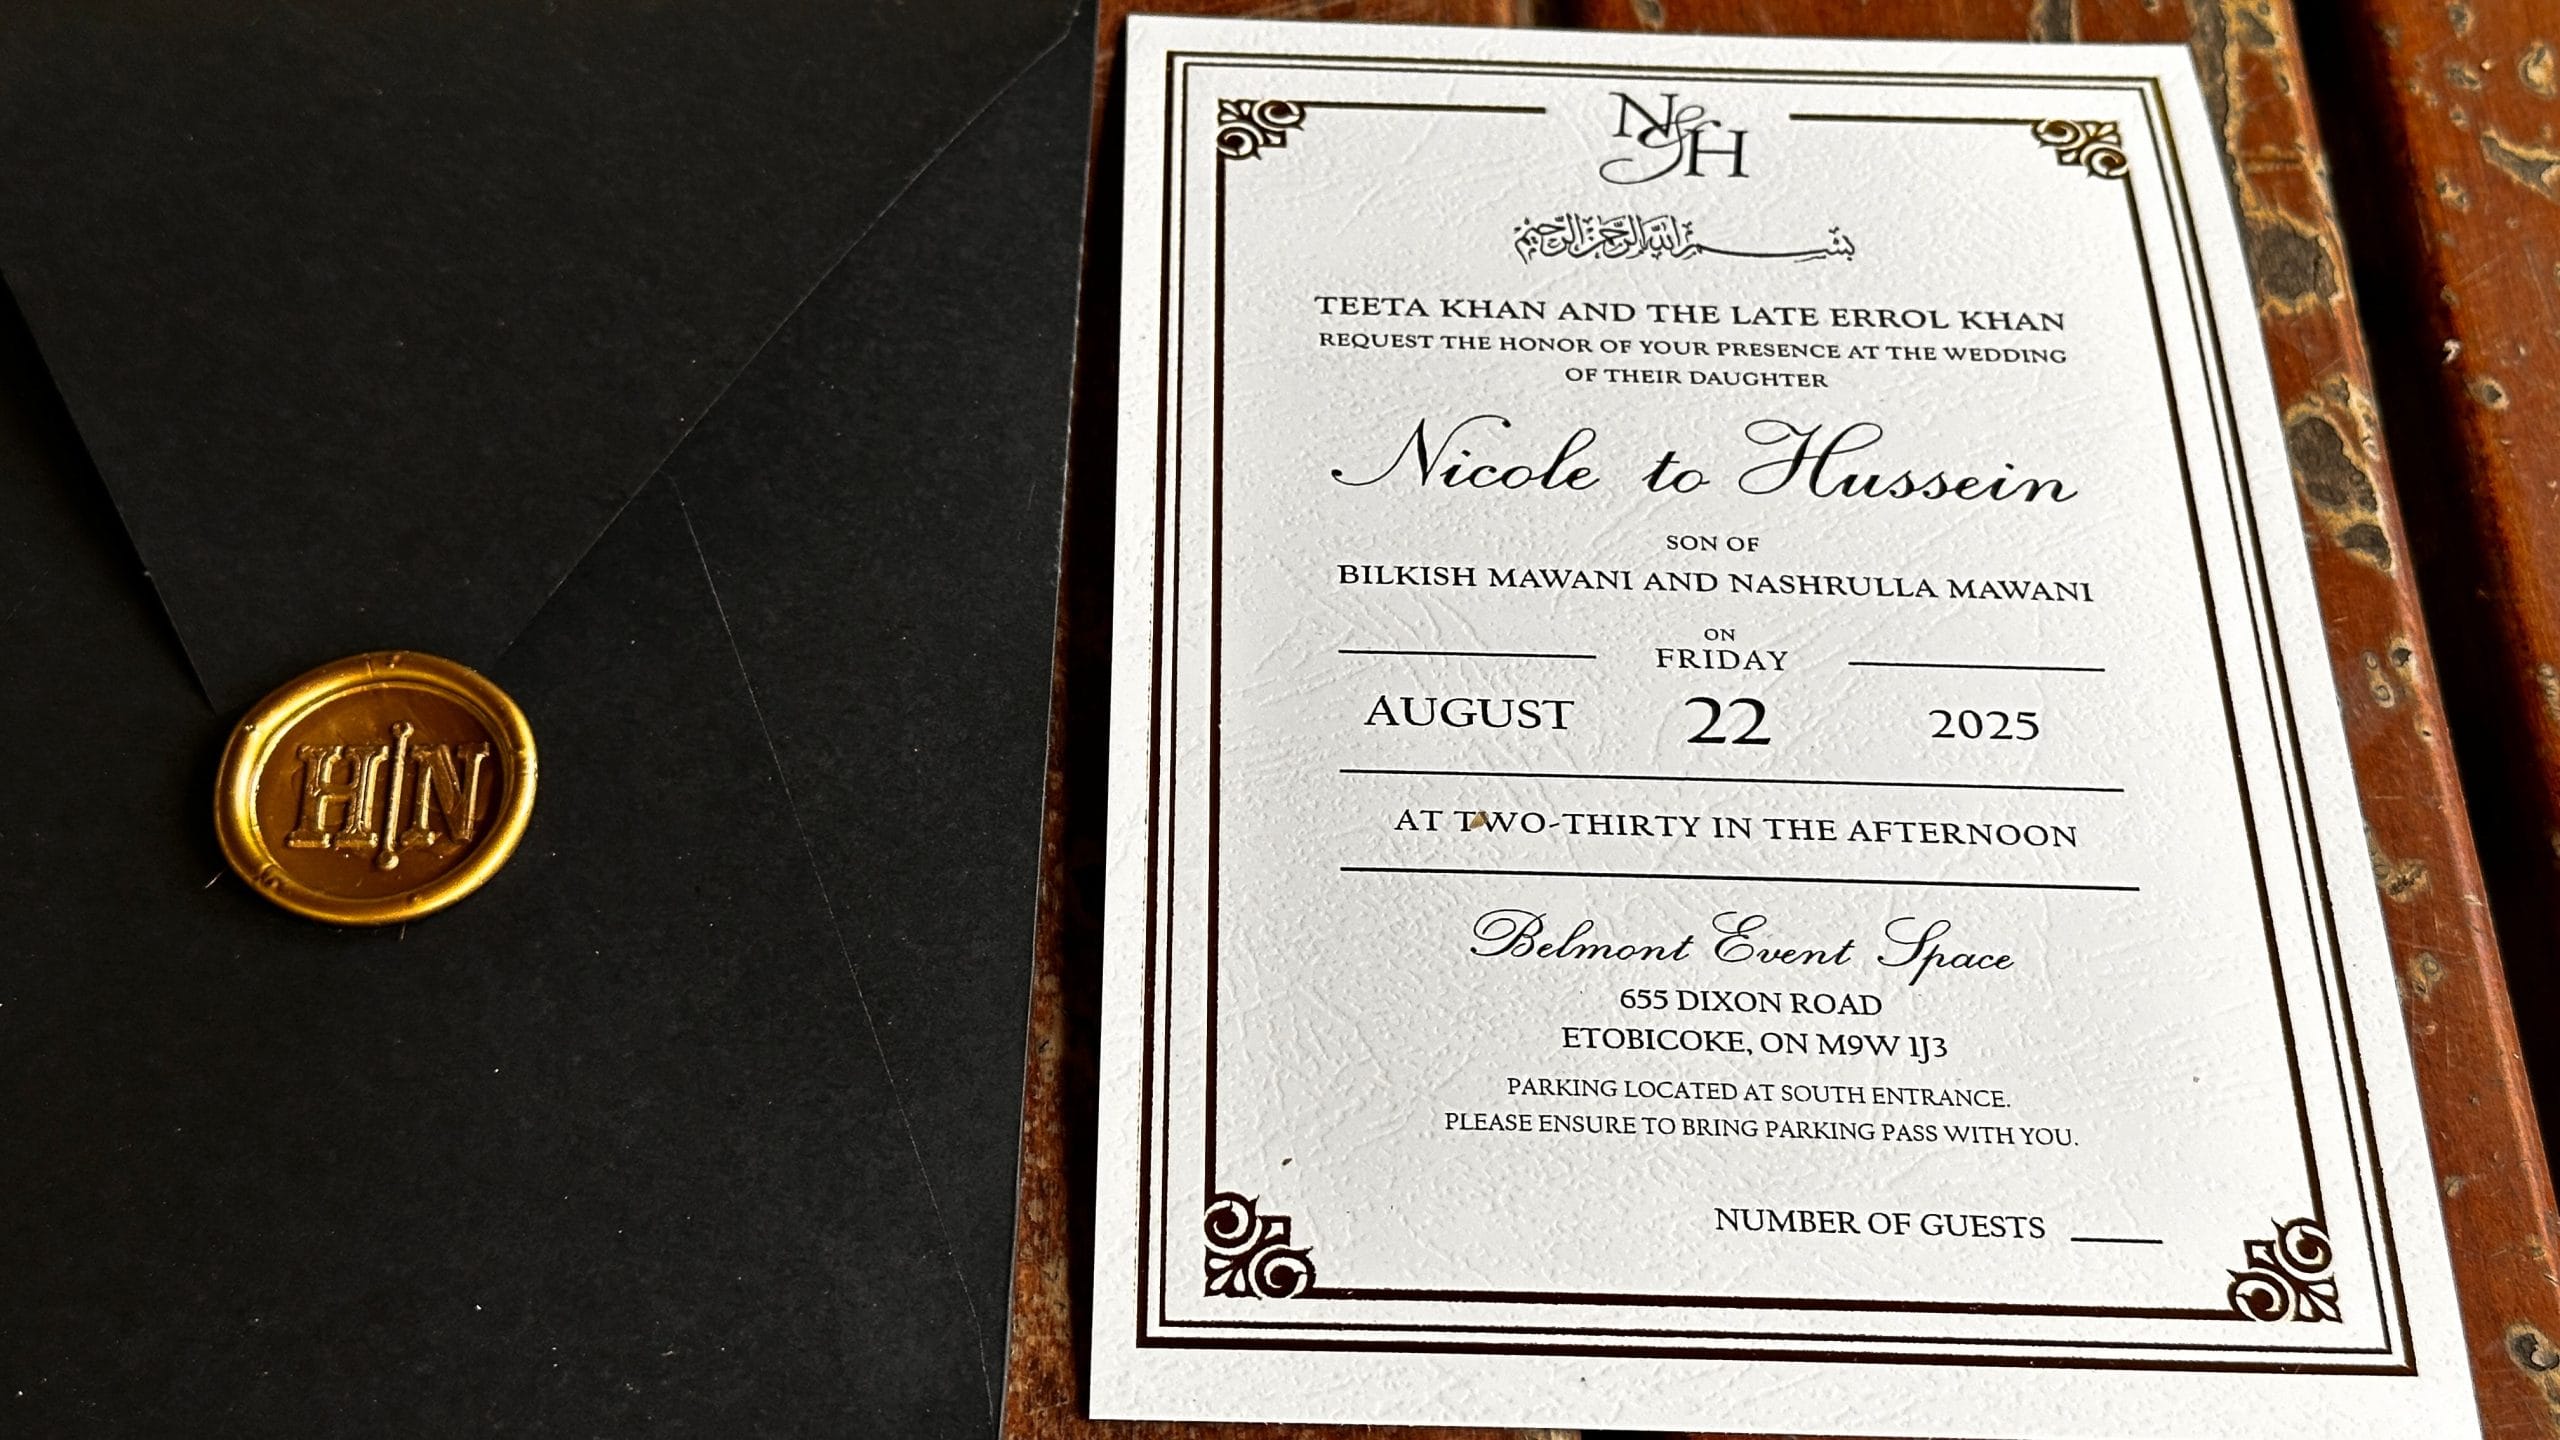 H|N
N&H
بسم الله الرحمن الرحيم
TEETA KHAN AND THE LATE ERROL KHAN
REQUEST THE HONOR OF YOUR PRESENCE AT THE WEDDING
OF THEIR DAUGHTER
Nicole to Hussein
SON OF
BILKISH MAWANI AND NASHRULLA MAWANI
ON
FRIDAY
AUGUST 22 2025
AT TWO-THIRTY IN THE AFTERNOON
Belmont Event Space
655 DIXON ROAD
ETOBICOKE, ON M9W 1J3
PARKING LOCATED AT SOUTH ENTRANCE.
PLEASE ENSURE TO BRING PARKING PASS WITH YOU.
NUMBER OF GUESTS ____